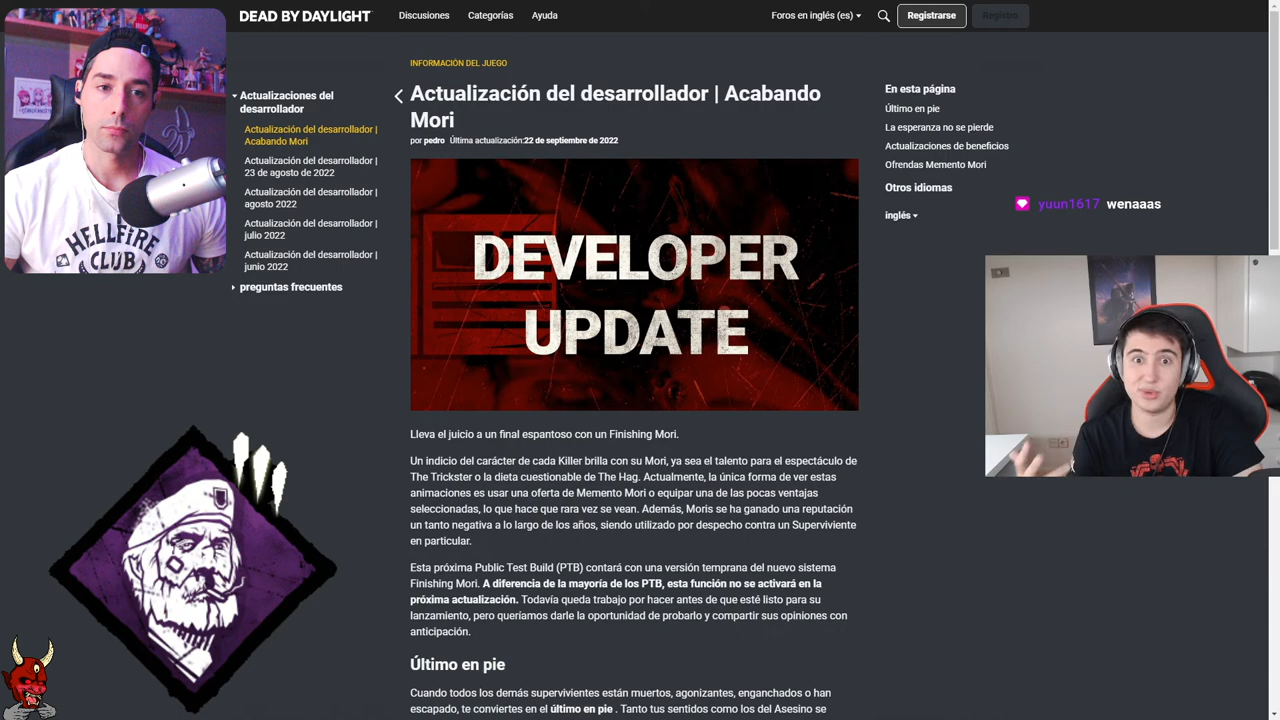 DEAD BY DAYLIGHT
Discusiones
Categorías
Ayuda
Foros en inglés (es)
Registrarse
Registro
Actualizaciones del
desarrollador
Actualización del desarrollador |
Acabando Mori
Actualización del desarrollador |
23 de agosto de 2022
Actualización del desarrollador |
agosto 2022
Actualización del desarrollador |
julio 2022
Actualización del desarrollador |
junio 2022
preguntas frecuentes
INFORMACIÓN DEL JUEGO
Actualización del desarrollador | Acabando
Mori
por pedro Última actualización:22 de septiembre de 2022
DEVELOPER
UPDATE
Lleva el juicio a un final espantoso con un Finishing Mori.
Un indicio del carácter de cada Killer brilla con su Mori, ya sea el talento para el espectáculo de
The Trickster o la dieta cuestionable de The Hag. Actualmente, la única forma de ver estas
animaciones es usar una oferta de Memento Mori o equipar una de las pocas ventajas
seleccionadas, lo que hace que rara vez se vean. Además, Moris se ha ganado una reputación
un tanto negativa a lo largo de los años, siendo utilizado por despecho contra un Superviviente
en particular.
Esta próxima Public Test Build (PTB) contará con una versión temprana del nuevo sistema
Finishing Mori. A diferencia de la mayoría de los PTB, esta función no se activará en la
próxima actualización. Todavía queda trabajo por hacer antes de que esté listo para su
lanzamiento, pero queríamos darle la oportunidad de probarlo y compartir sus opiniones con
anticipación.
Último en pie
Cuando todos los demás supervivientes están muertos, agonizantes, enganchados o han
escapado, te conviertes en el último en pie . Tanto tus sentidos como los del Asesino se
En esta página
Último en pie
La esperanza no se pierde
Actualizaciones de beneficios
Ofrendas Memento Mori
Otros idiomas
inglés
yuun1617 wenaaas
HELLFIRE
CLUB